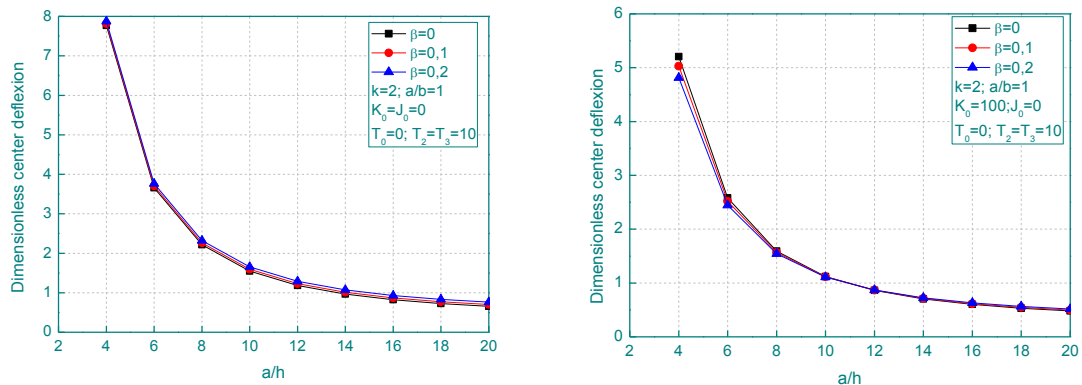 Dimensionless center deflexion
8
7
6
5
4
3
2
1
0
β=0
β=0,1
β=0,2
k=2; a/b=1
K₀=J₀=0
T₀=0; T₂=T₃=10
2 4 6 8 10 12 14 16 18 20
a/h
Dimensionless center deflexion
6
5
4
3
2
1
0
β=0
β=0,1
β=0,2
k=2; a/b=1
K₀=100;J₀=0
T₀=0; T₂=T₃=10
2 4 6 8 10 12 14 16 18 20
a/h